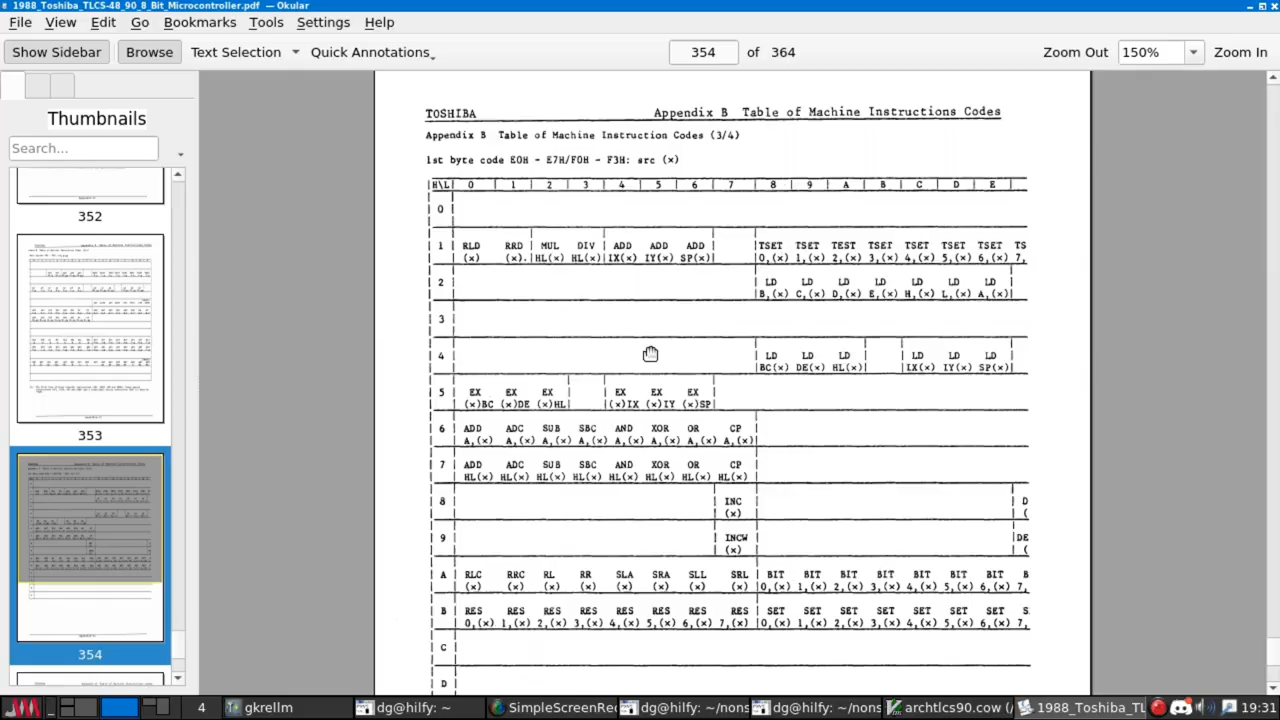 1988_Toshiba_TLCS-48_90_8_Bit_Microcontroller.pdf — Okular
File View Edit Go Bookmarks Tools Settings Help
Show Sidebar Browse Text Selection Quick Annotations 354 of 364 Zoom Out 150% Zoom In
Thumbnails
Search...
352
353
354
TOSHIBA Appendix B Table of Machine Instructions Codes
Appendix B Table of Machine Instruction Codes (3/4)
1st byte code E0H - E7H/F0H - F3H: src (x)
H\L 0 1 2 3 4 5 6 7 8 9 A B C D E
0
1 RLD RRD MUL DIV ADD ADD ADD TSET TSET TEST TSET TSET TSET TSET TS
(x) (x). HL(x) HL(x) IX(x) IY(x) SP(x) 0,(x) 1,(x) 2,(x) 3,(x) 4,(x) 5,(x) 6,(x) 7,
2 LD LD LD LD LD LD LD
B,(x) C,(x) D,(x) E,(x) H,(x) L,(x) A,(x)
3
4 LD LD LD LD LD LD
BC(x) DE(x) HL(x) IX(x) IY(x) SP(x)
5 EX EX EX EX EX EX
(x)BC (x)DE (x)HL (x)IX (x)IY (x)SP
6 ADD ADC SUB SBC AND XOR OR CP
A,(x) A,(x) A,(x) A,(x) A,(x) A,(x) A,(x) A,(x)
7 ADD ADC SUB SBC AND XOR OR CP
HL(x) HL(x) HL(x) HL(x) HL(x) HL(x) HL(x) HL(x)
8 INC D
(x) (
9 INCW DE
(x) (
A RLC RRC RL RR SLA SRA SLL SRL BIT BIT BIT BIT BIT BIT BIT B
(x) (x) (x) (x) (x) (x) (x) (x) 0,(x) 1,(x) 2,(x) 3,(x) 4,(x) 5,(x) 6,(x) 7,
B RES RES RES RES RES RES RES RES SET SET SET SET SET SET SET S
0,(x) 1,(x) 2,(x) 3,(x) 4,(x) 5,(x) 6,(x) 7,(x) 0,(x) 1,(x) 2,(x) 3,(x) 4,(x) 5,(x) 6,(x) 7,
C
D
4 gkrellm dg@hilfy: ~ SimpleScreenRec dg@hilfy: ~/nons dg@hilfy: ~/nons archtlcs90.cow (/ 1988_Toshiba_TL 19:31